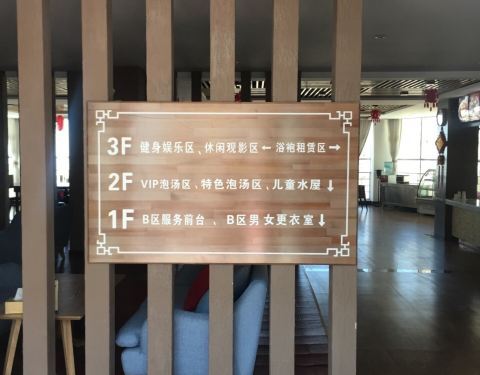 3F 健身娱乐区、休闲观影区← 浴袍租赁区→
2F VIP泡汤区、特色泡汤区、儿童水屋↓
1F B区服务前台、B区男女更衣室↓